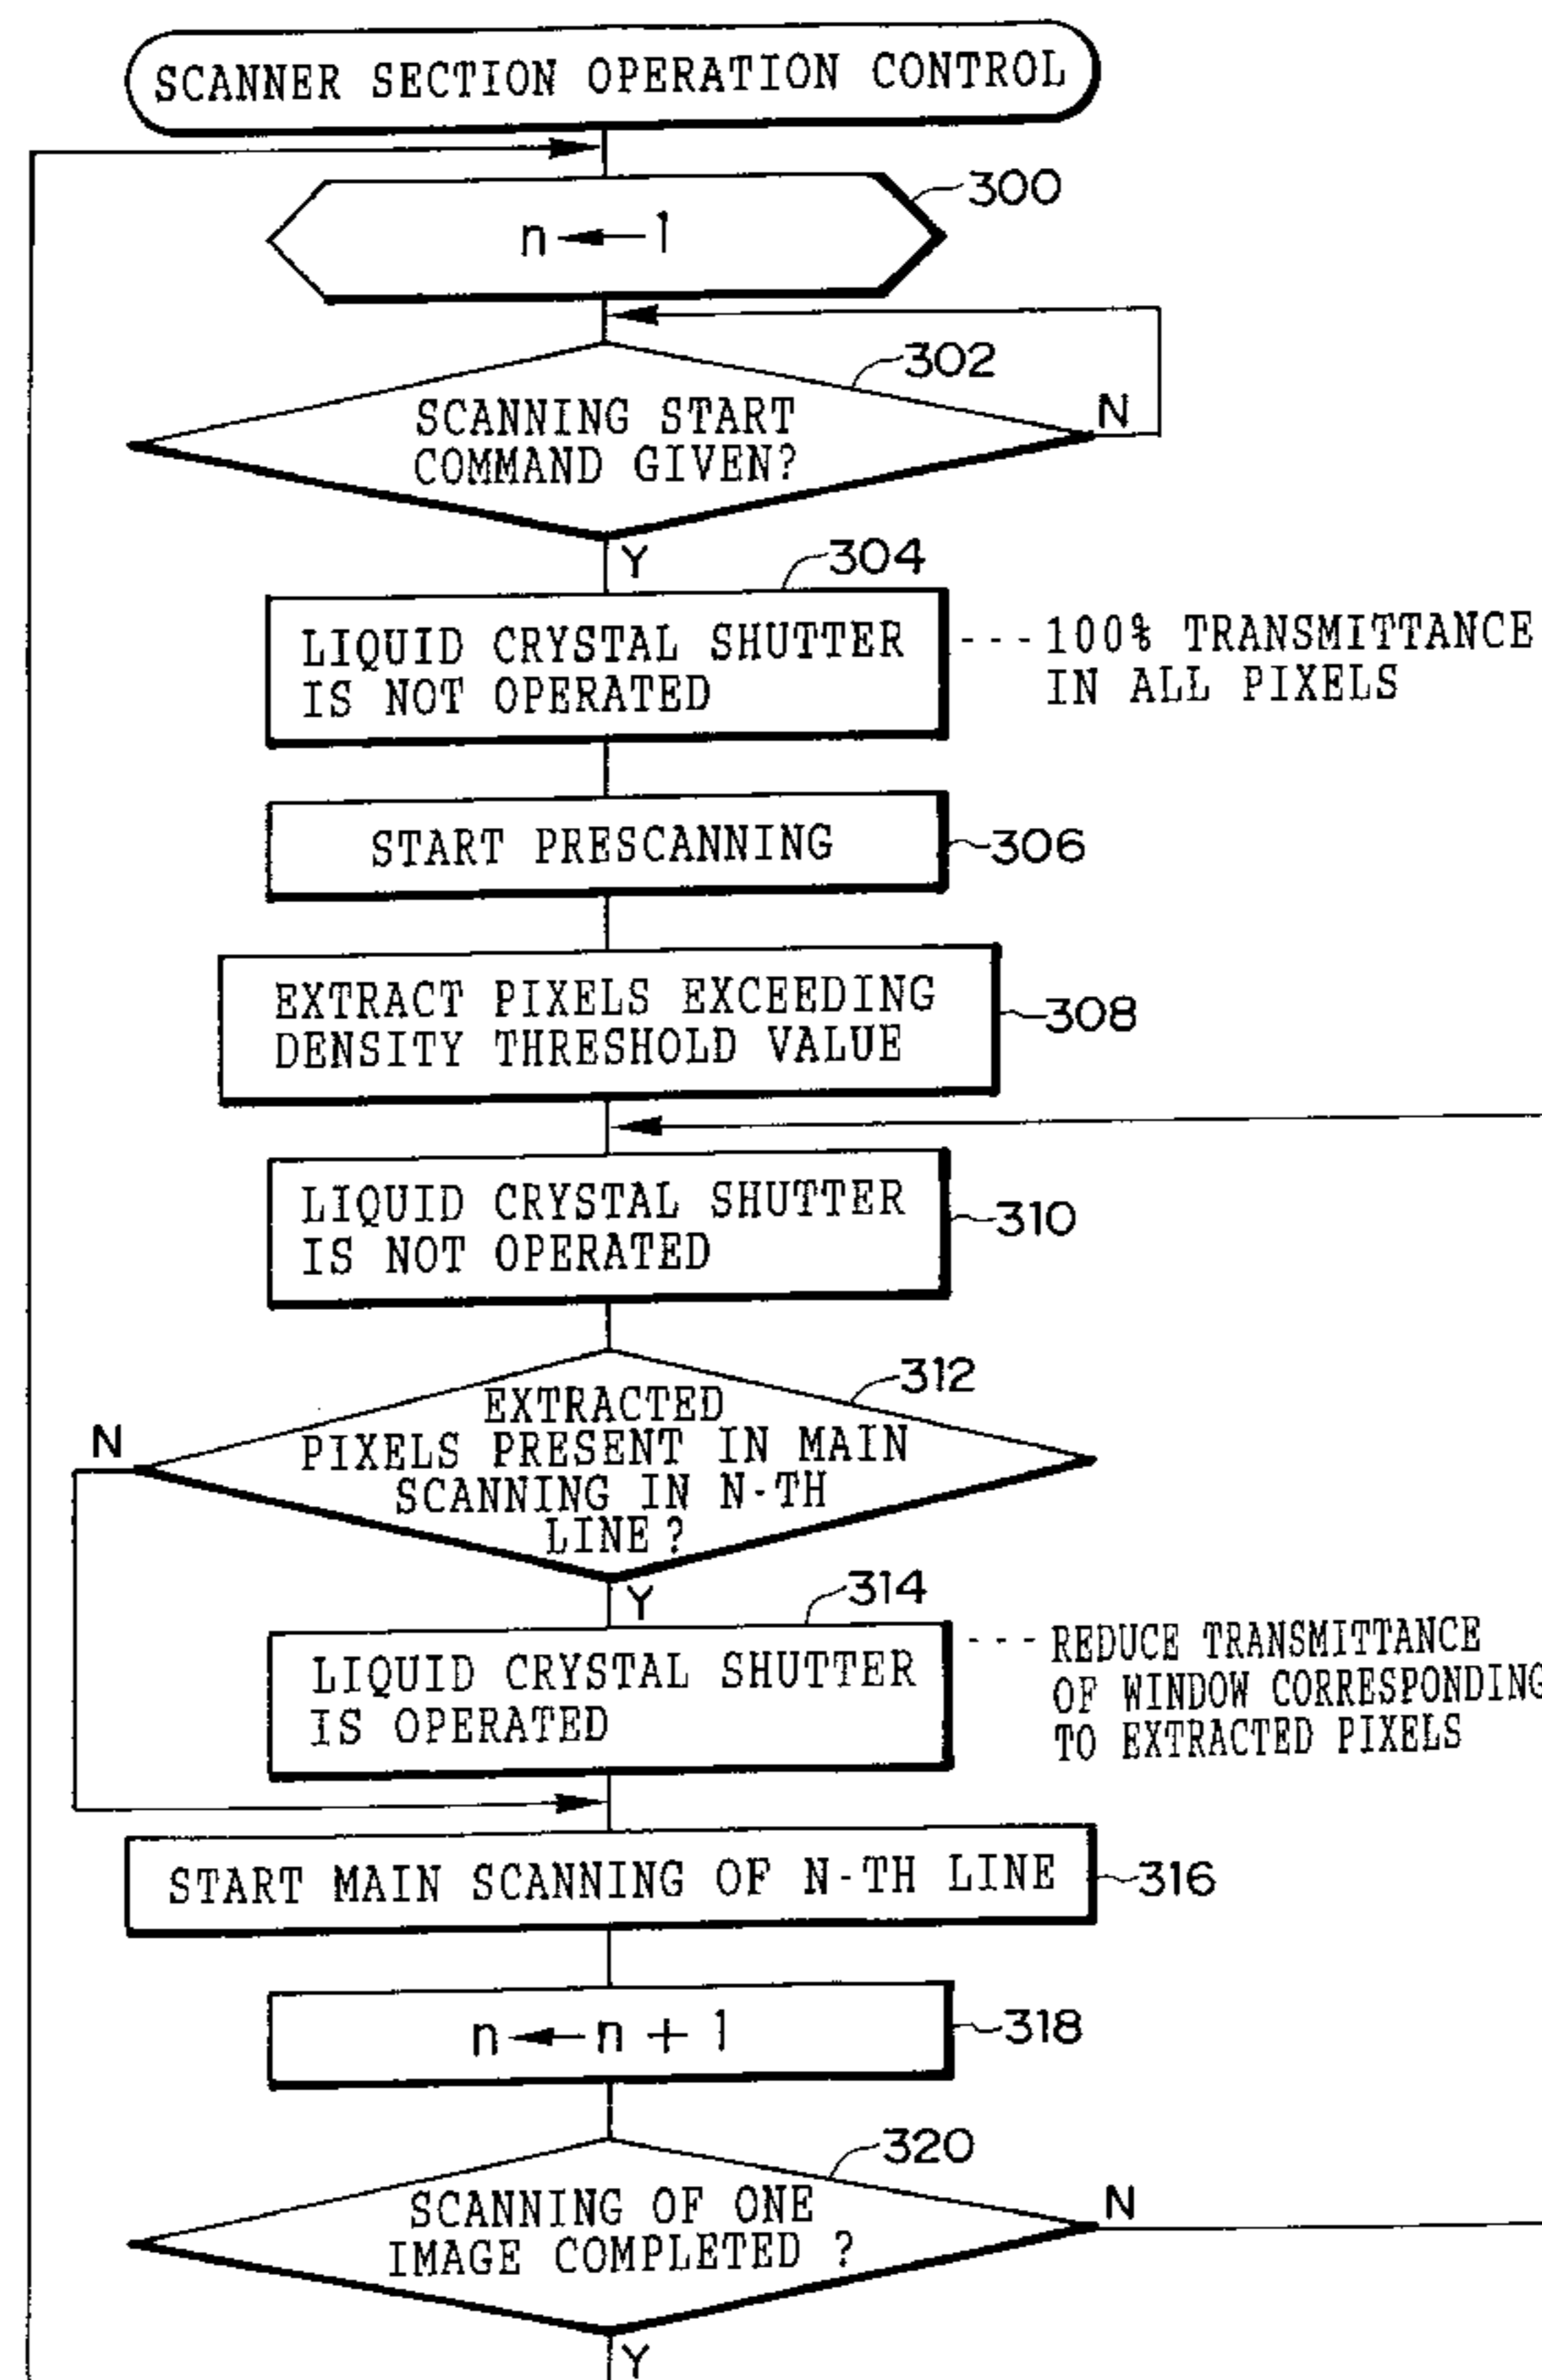 SCANNER SECTION OPERATION CONTROL
n ← 1
300
302
SCANNING START
COMMAND GIVEN?
N
Y
304
LIQUID CRYSTAL SHUTTER
IS NOT OPERATED
--- 100% TRANSMITTANCE
IN ALL PIXELS
START PRESCANNING
306
EXTRACT PIXELS EXCEEDING
DENSITY THRESHOLD VALUE
308
LIQUID CRYSTAL SHUTTER
IS NOT OPERATED
310
312
EXTRACTED
PIXELS PRESENT IN MAIN
SCANNING IN N-TH
LINE?
N
Y
314
LIQUID CRYSTAL SHUTTER
IS OPERATED
--- REDUCE TRANSMITTANCE
OF WINDOW CORRESPONDING
TO EXTRACTED PIXELS
START MAIN SCANNING OF N-TH LINE
316
n ← n + 1
318
320
SCANNING OF ONE
IMAGE COMPLETED ?
N
Y